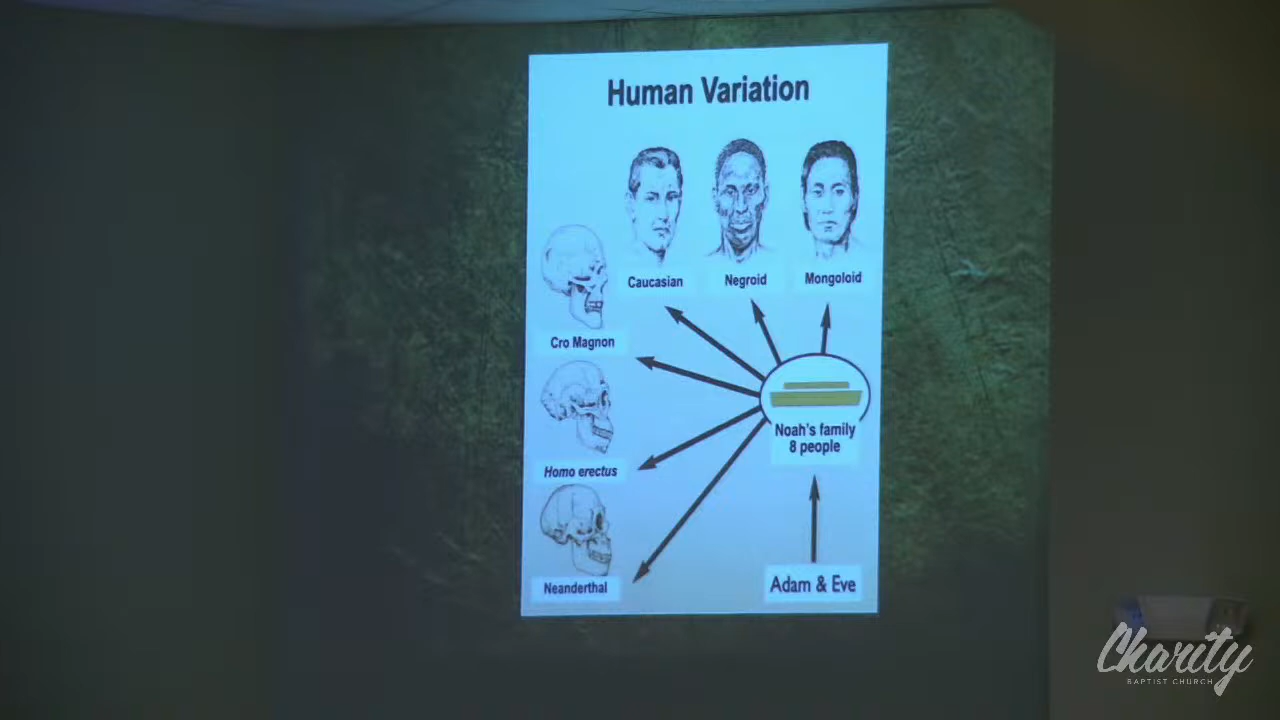 Human Variation
Caucasian
Negroid
Mongoloid
Cro Magnon
Homo erectus
Neanderthal
Noah's family
8 people
Adam & Eve
Charity
BAPTIST CHURCH